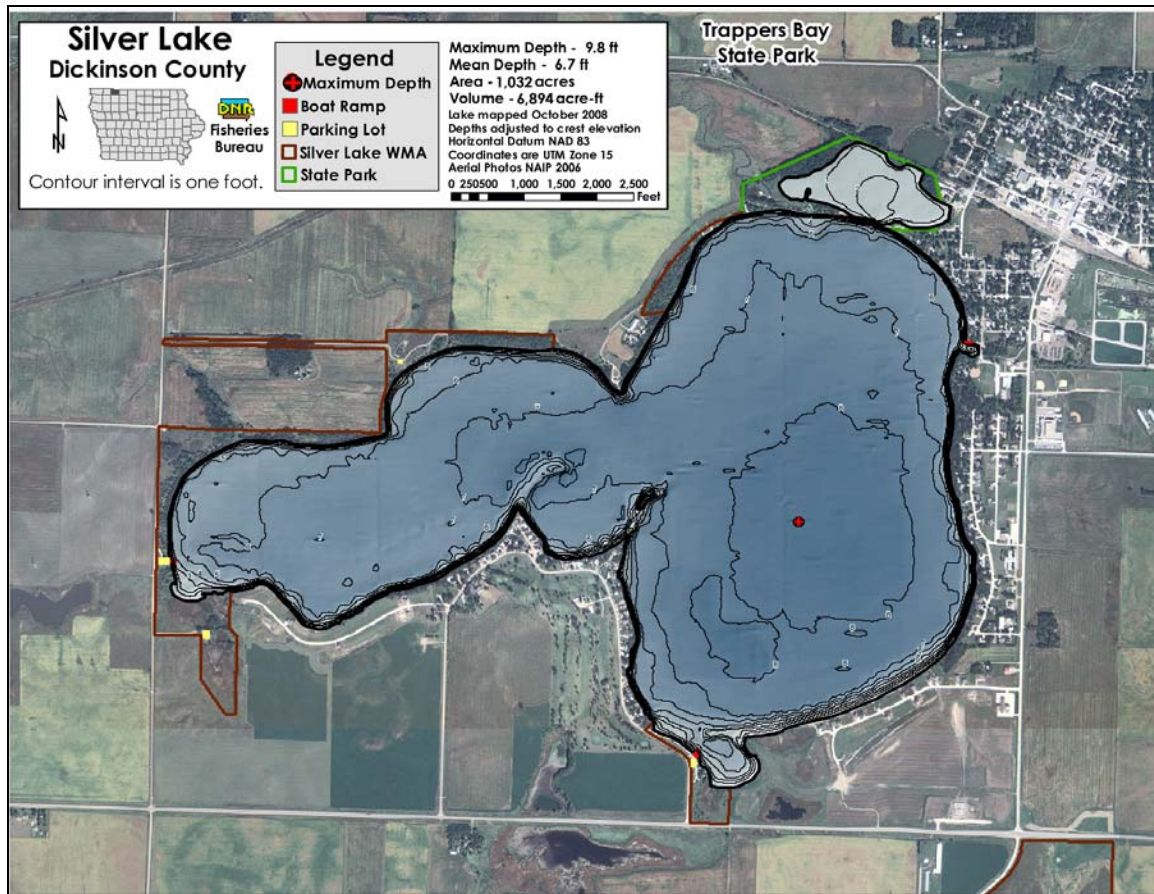 Silver Lake
Dickinson County
N
DNR
Fisheries
Bureau
Contour interval is one foot.
Legend
Maximum Depth
Boat Ramp
Parking Lot
Silver Lake WMA
State Park
Maximum Depth - 9.8 ft
Mean Depth - 6.7 ft
Area - 1,032 acres
Volume - 6,894 acre-ft
Lake mapped October 2008
Depths adjusted to crest elevation
Horizontal Datum NAD 83
Coordinates are UTM Zone 15
Aerial Photos NAIP 2006
0 250500 1,000 1,500 2,000 2,500
Feet
Trappers Bay
State Park